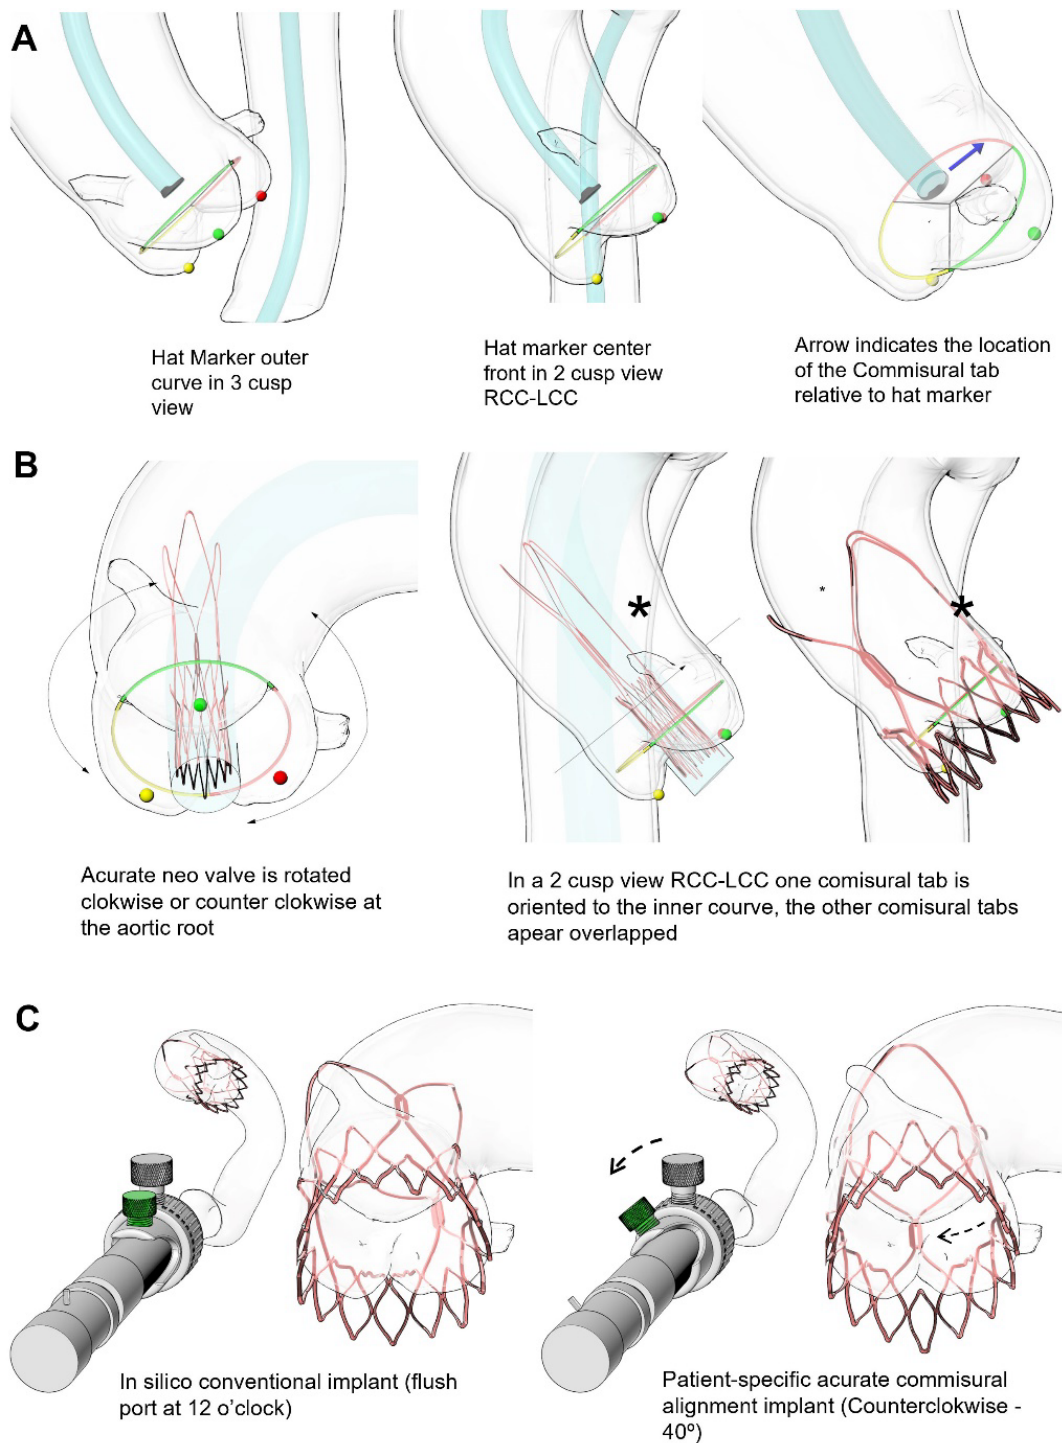 A
Hat Marker outer
curve in 3 cusp
view
Hat marker center
front in 2 cusp view
RCC-LCC
Arrow indicates the location
of the Commisural tab
relative to hat marker
B
*
*
*
Acurate neo valve is rotated
clokwise or counter clokwise at
the aortic root
In a 2 cusp view RCC-LCC one comisural tab is
oriented to the inner courve, the other comisural tabs
apear overlapped
C
In silico conventional implant (flush
port at 12 o'clock)
Patient-specific acurate commisural
alignment implant (Counterclokwise -
40º)